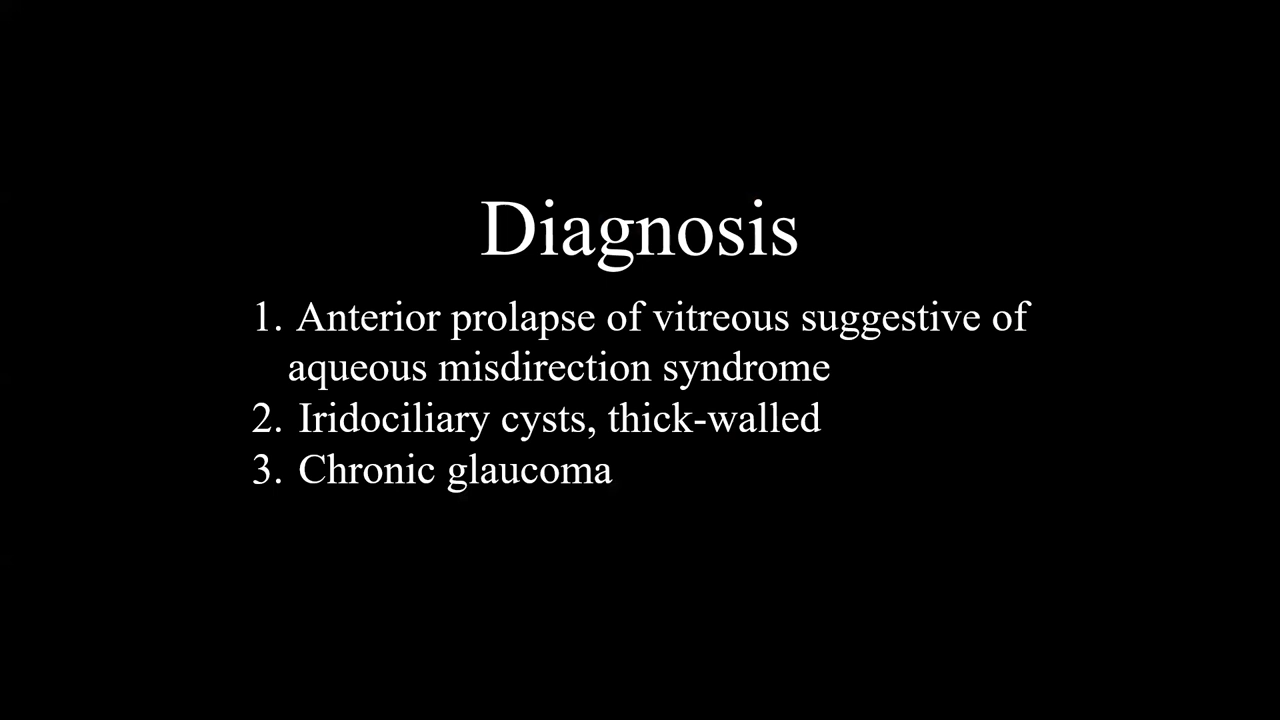 Diagnosis
1. Anterior prolapse of vitreous suggestive of
aqueous misdirection syndrome
2. Iridociliary cysts, thick-walled
3. Chronic glaucoma